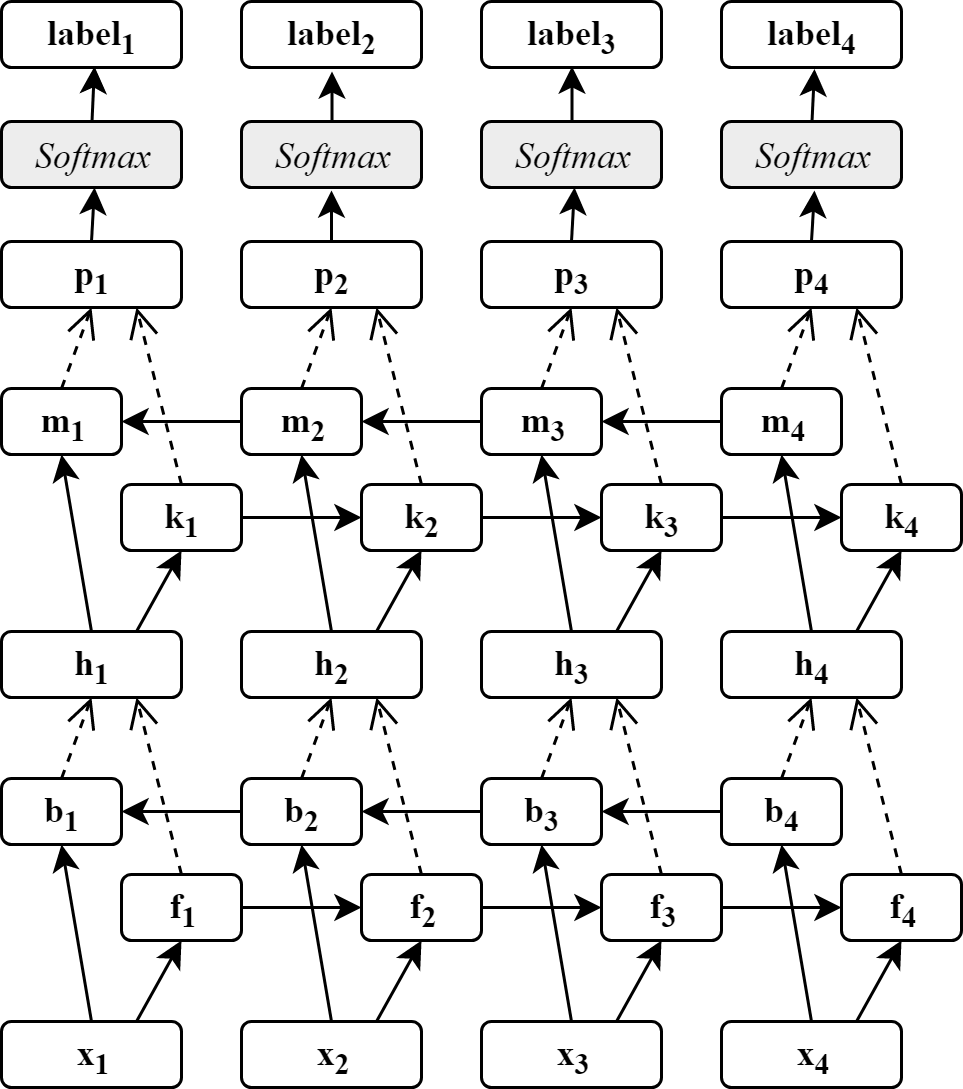 label₁ label₂ label₃ label₄
Softmax Softmax Softmax Softmax
p₁ p₂ p₃ p₄
m₁ m₂ m₃ m₄
k₁ k₂ k₃ k₄
h₁ h₂ h₃ h₄
b₁ b₂ b₃ b₄
f₁ f₂ f₃ f₄
x₁ x₂ x₃ x₄